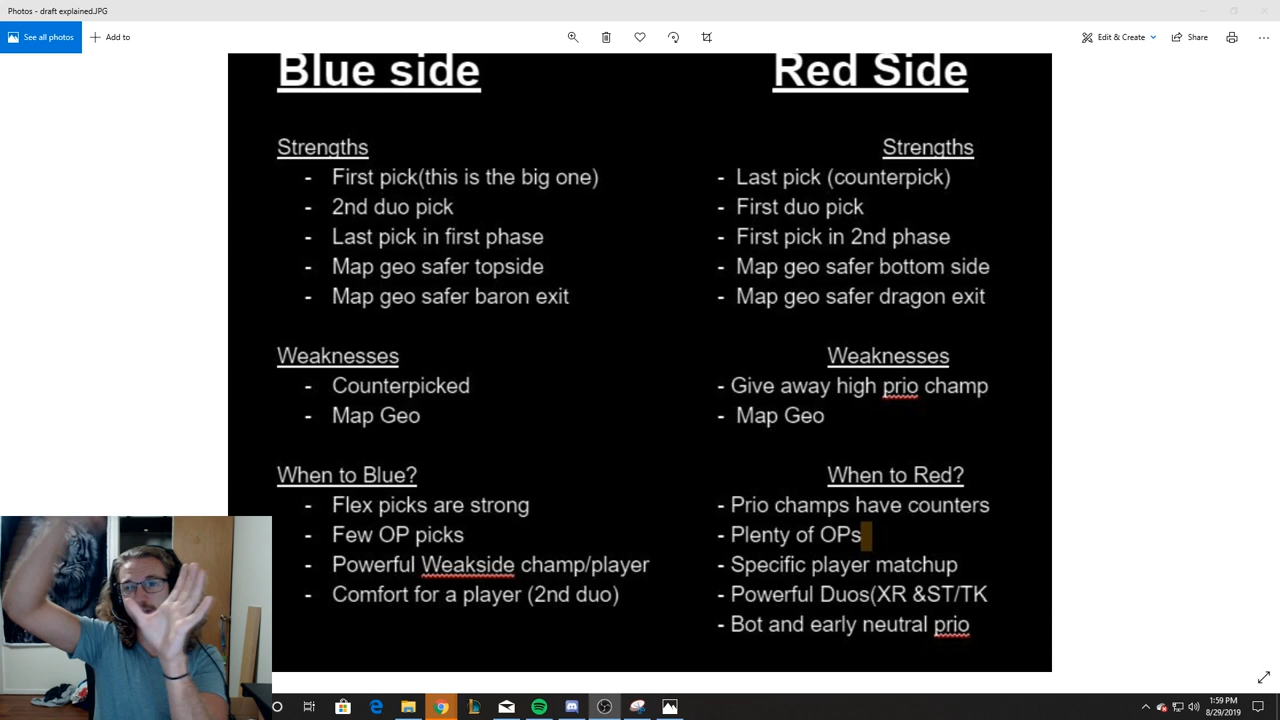 Photos - draft explained.JPG
See all photos
Add to
Edit & Create
Share
Blue side
Strengths
- First pick(this is the big one)
- 2nd duo pick
- Last pick in first phase
- Map geo safer topside
- Map geo safer baron exit
Weaknesses
- Counterpicked
- Map Geo
When to Blue?
- Flex picks are strong
- Few OP picks
- Powerful Weakside champ/player
- Comfort for a player (2nd duo)
Red Side
Strengths
- Last pick (counterpick)
- First duo pick
- First pick in 2nd phase
- Map geo safer bottom side
- Map geo safer dragon exit
Weaknesses
- Give away high prio champ
- Map Geo
When to Red?
- Prio champs have counters
- Plenty of OPs
- Specific player matchup
- Powerful Duos(XR &ST/TK
- Bot and early neutral prio
1:59 PM
8/29/2019